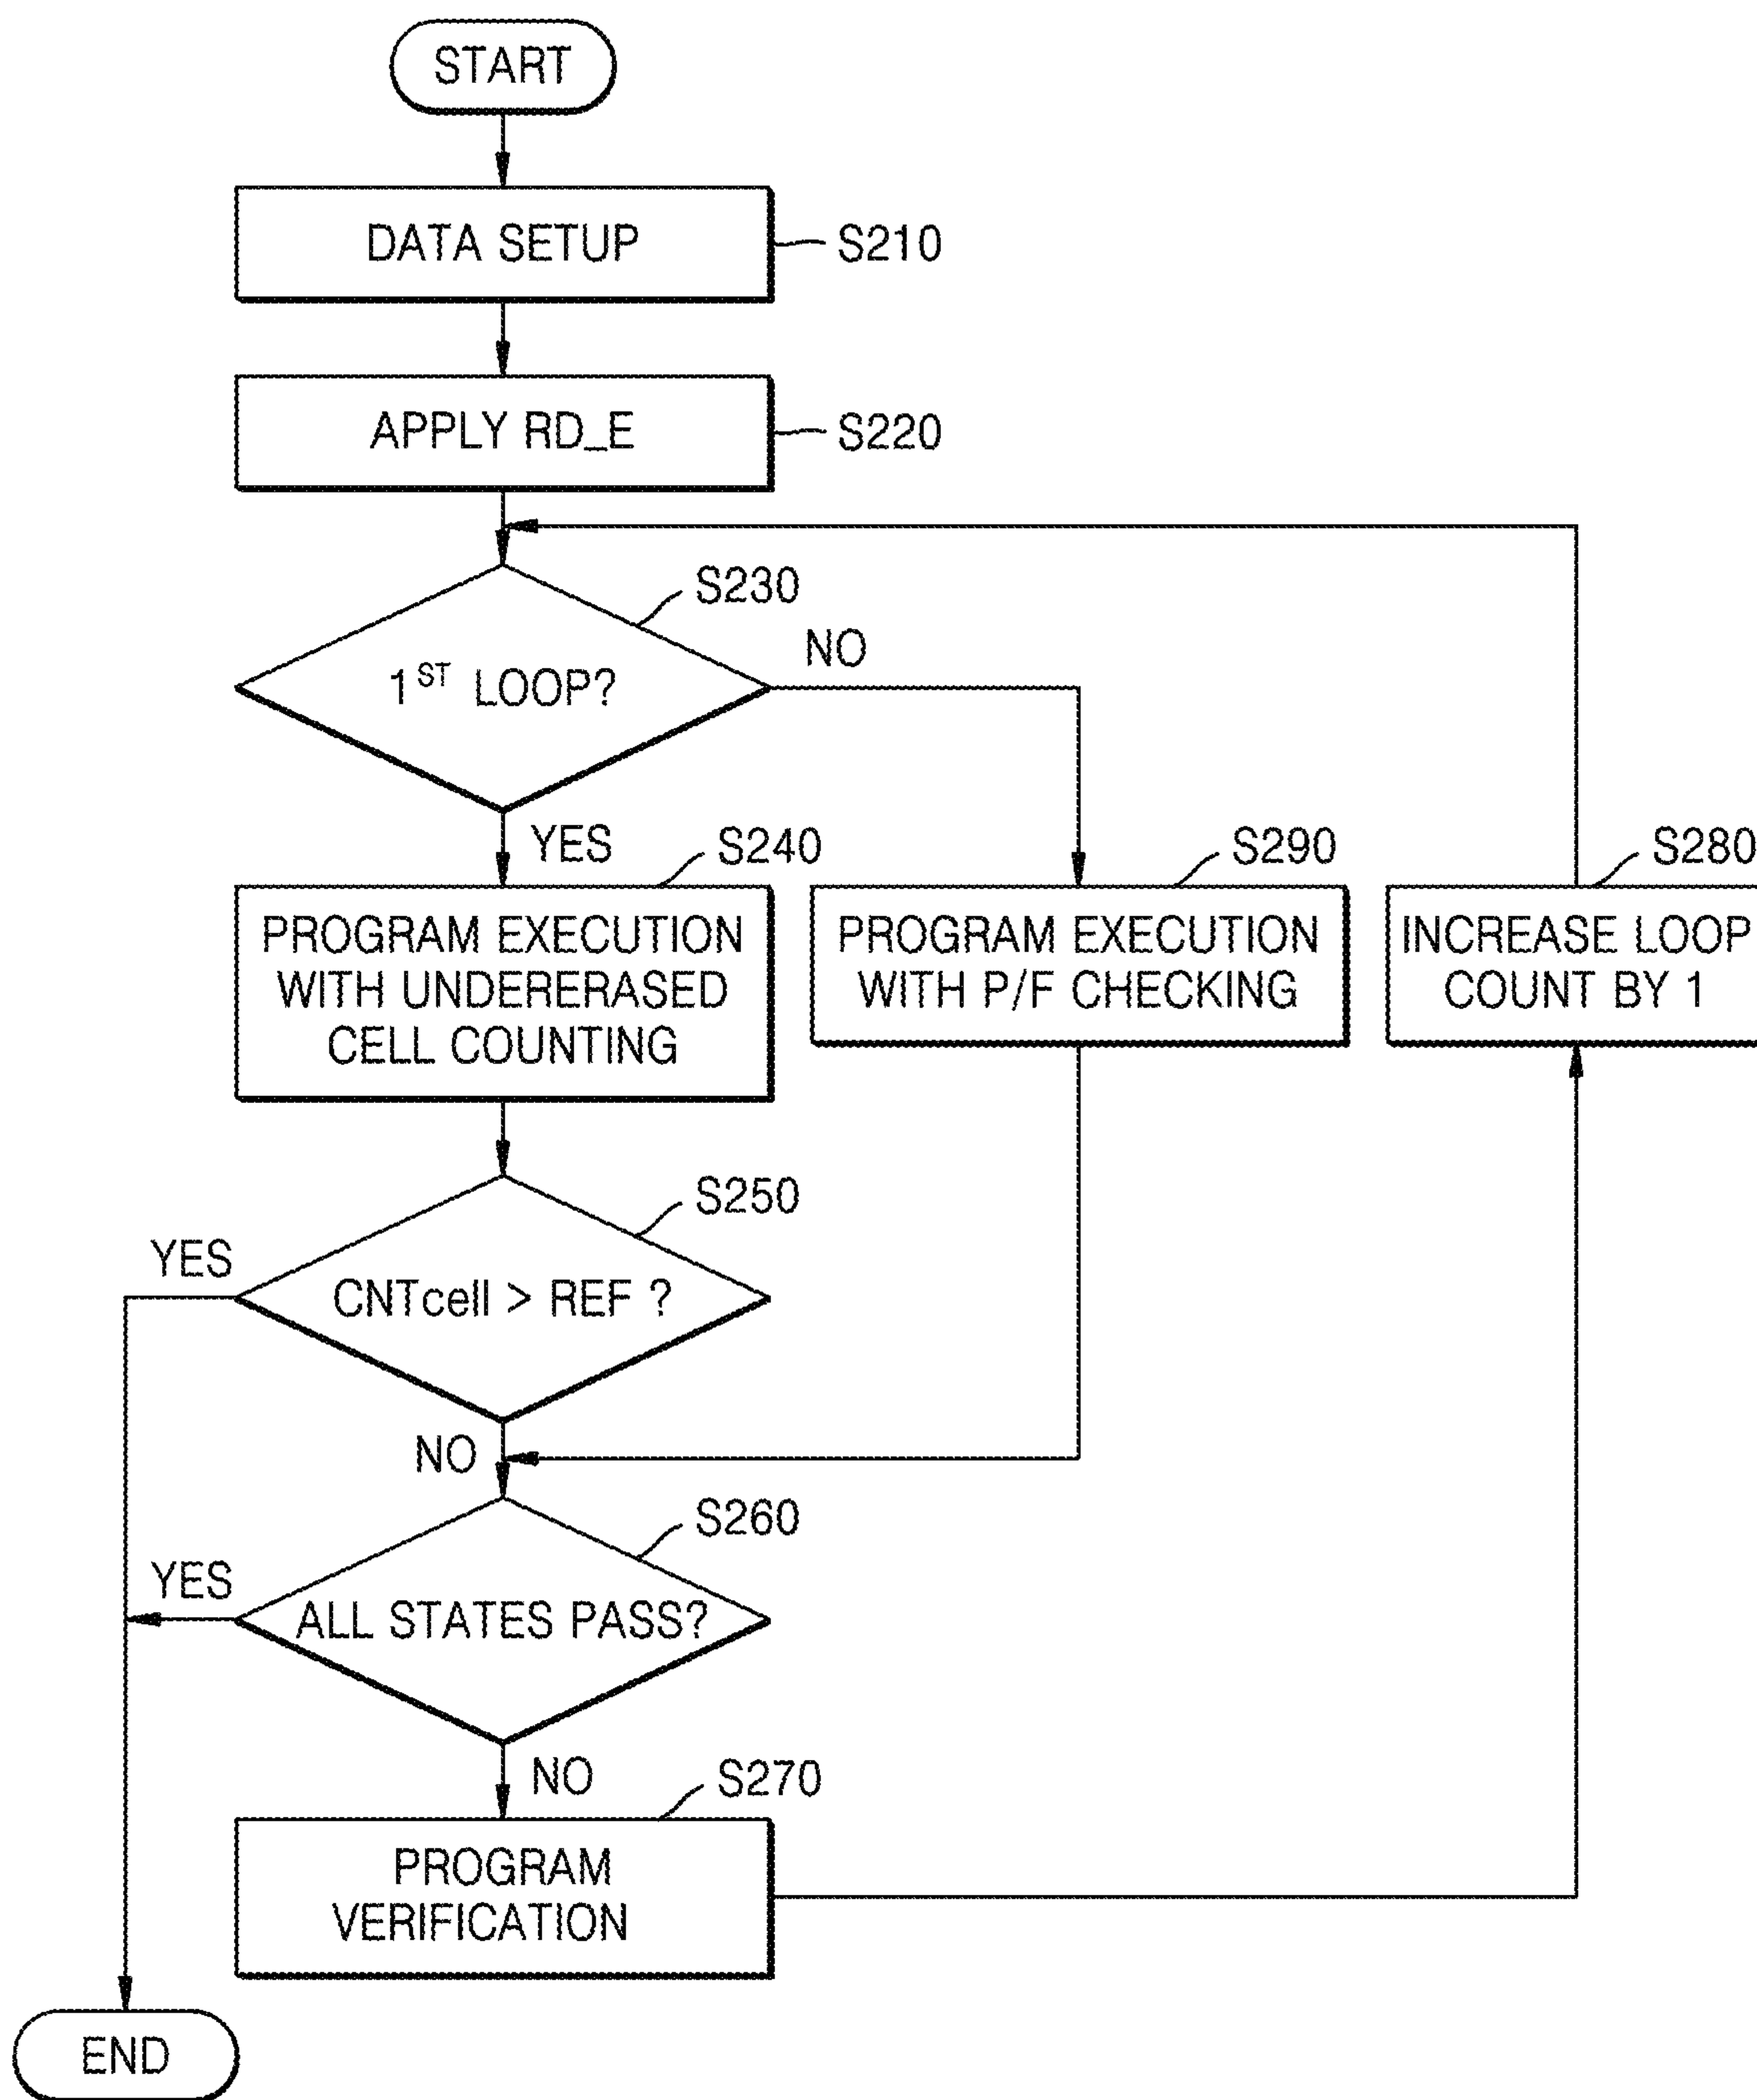 START
DATA SETUP
S210
APPLY RD_E
S220
S230
1ST LOOP?
NO
YES
S240
S290
S280
PROGRAM EXECUTION
WITH UNDERERASED
CELL COUNTING
PROGRAM EXECUTION
WITH P/F CHECKING
INCREASE LOOP
COUNT BY 1
S250
YES
CNTcell > REF ?
NO
S260
YES
ALL STATES PASS?
NO
S270
PROGRAM
VERIFICATION
END